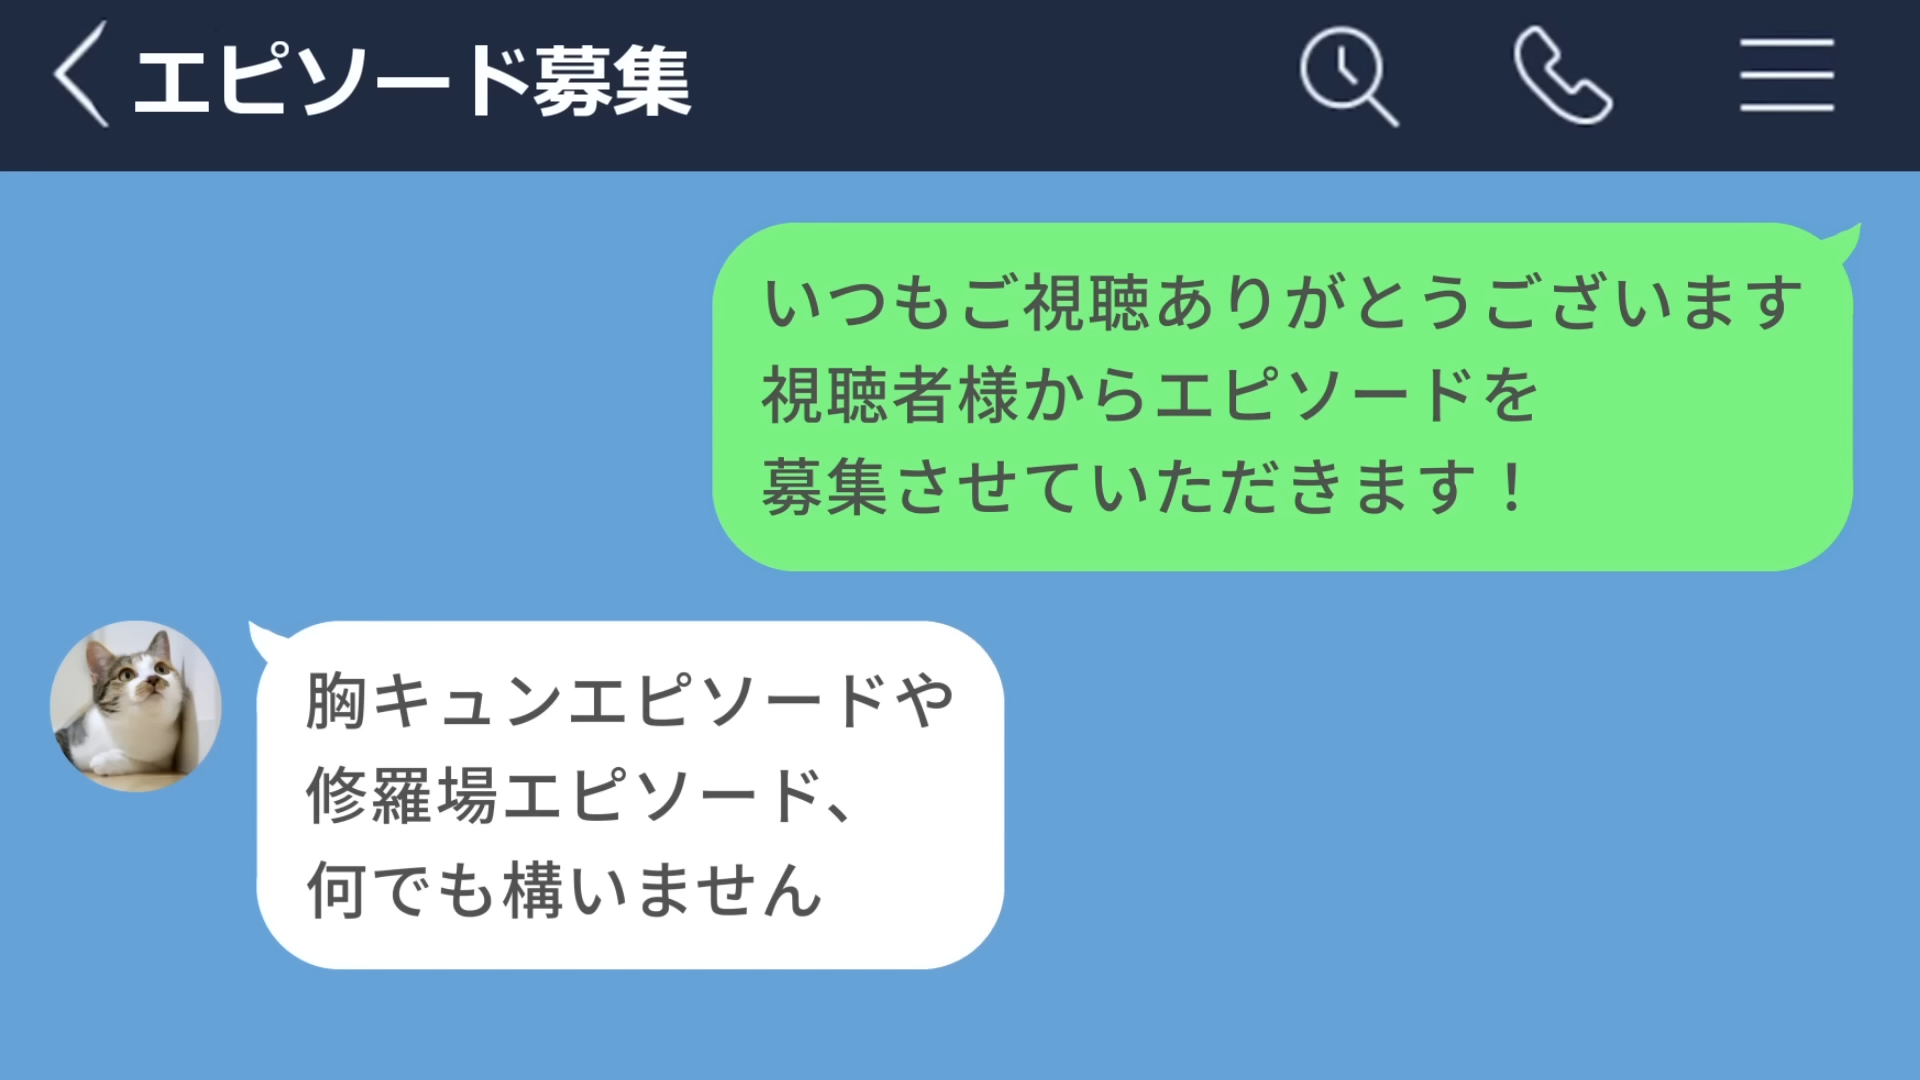 エピソード募集
いつもご視聴ありがとうございます
視聴者様からエピソードを
募集させていただきます！
胸キュンエピソードや
修羅場エピソード、
何でも構いません